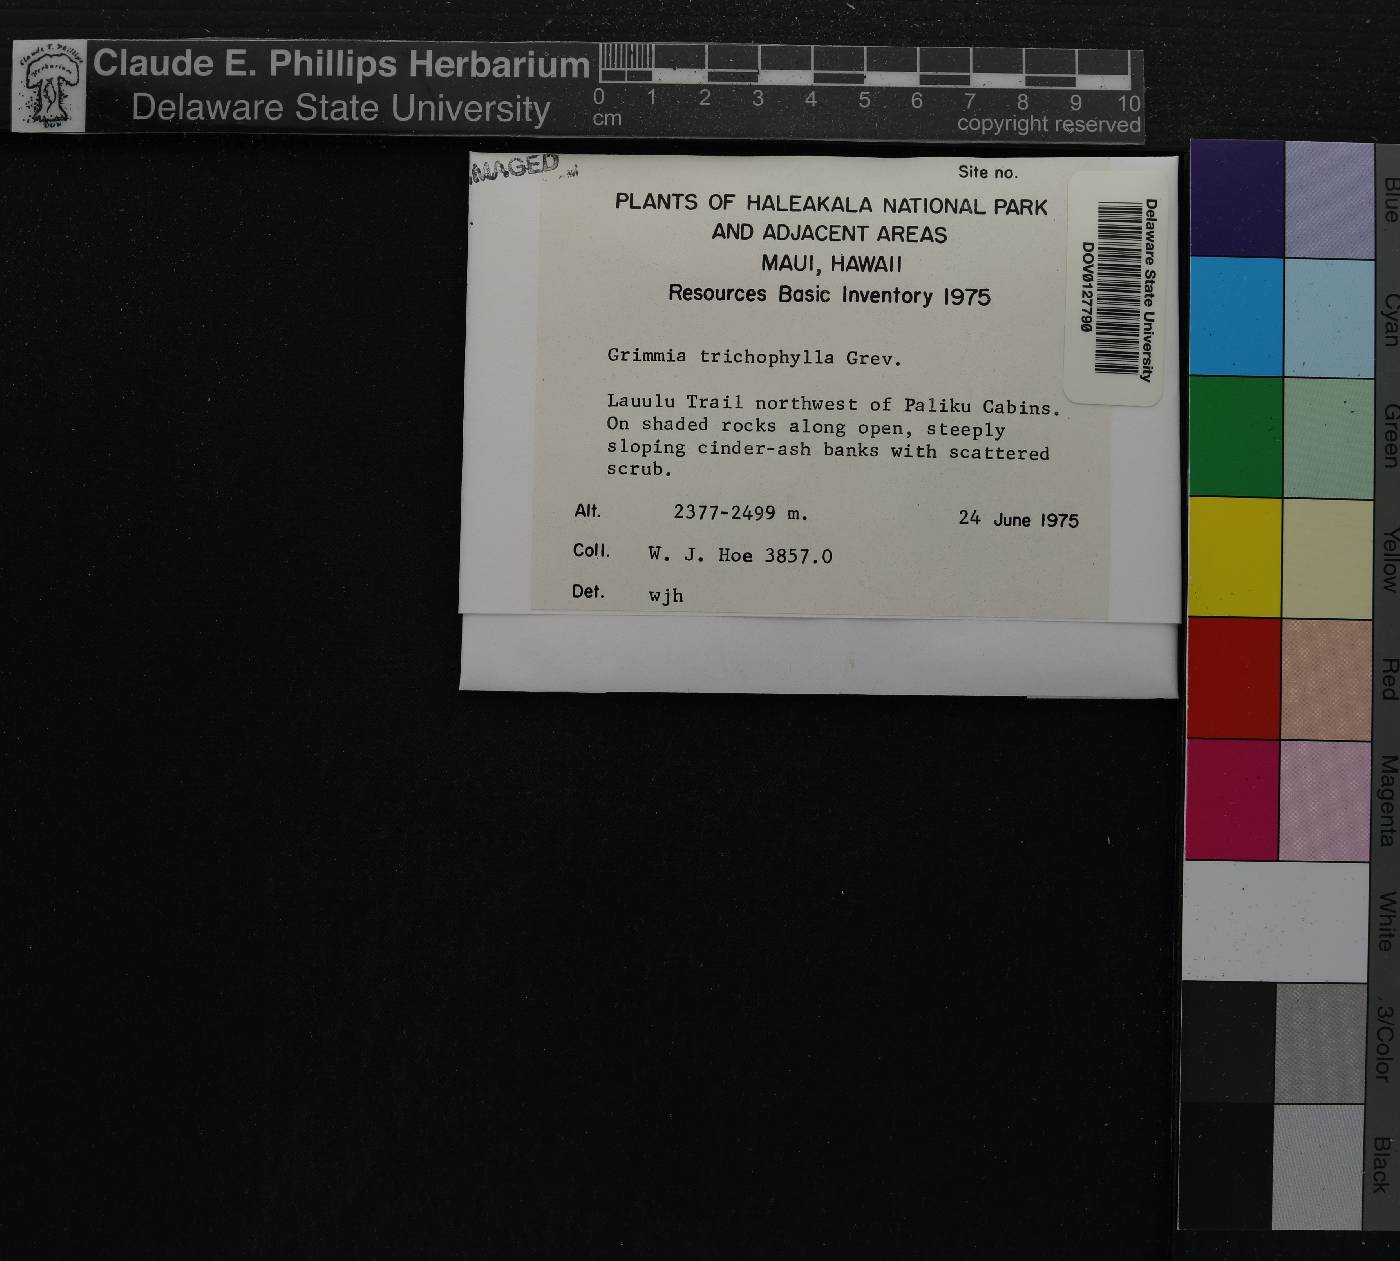 Claude E. Phillips Herbarium
Delaware State University
0 1 2 3 4 5 6 7 8 9 10
cm
copyright reserved
IMAGED
Site no.
PLANTS OF HALEAKALA NATIONAL PARK
AND ADJACENT AREAS
MAUI, HAWAII
Resources Basic Inventory 1975
Delaware State University
DOV0127790
Grimmia trichophylla Grev.
Lauulu Trail northwest of Paliku Cabins.
On shaded rocks along open, steeply
sloping cinder-ash banks with scattered
scrub.
Alt. 2377-2499 m. 24 June 1975
Coll. W. J. Hoe 3857.0
Det. wjh
Blue
Cyan
Green
Yellow
Red
Magenta
White
3/Color
Black